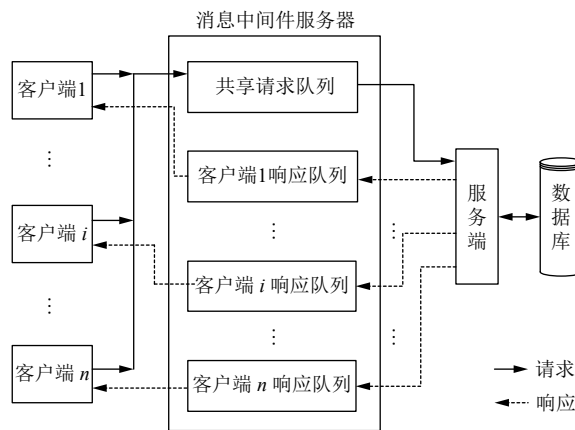 消息中间件服务器
客户端1
共享请求队列
客户端1响应队列
⋮
客户端 i
⋮
⋮
服务端
数据库
客户端 i 响应队列
⋮
⋮
⋮
客户端 n
客户端 n 响应队列
请求
响应